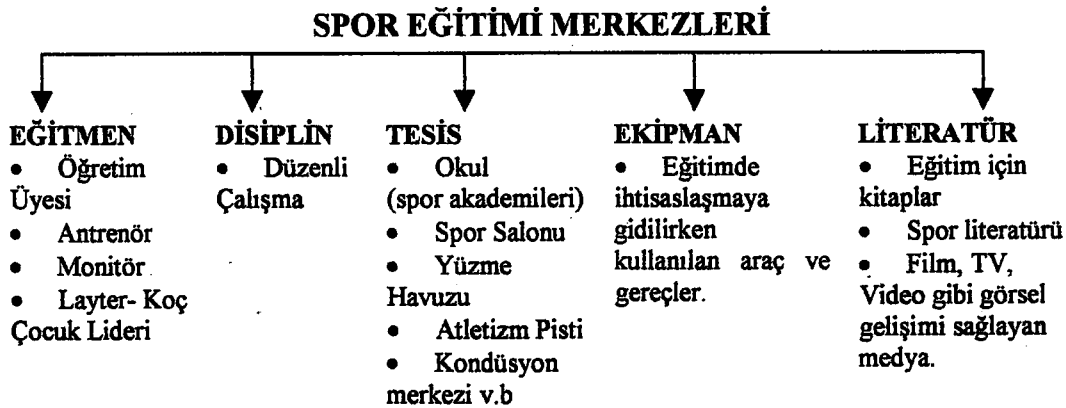 SPOR EĞİTİMİ MERKEZLERİ
EĞİTMEN
• Öğretim
Üyesi
• Antrenör
• Monitör
• Layter- Koç
Çocuk Lideri
DİSİPLİN
• Düzenli
Çalışma
TESİS
• Okul
(spor akademileri)
• Spor Salonu
• Yüzme
Havuzu
• Atletizm Pisti
• Kondüsyon
merkezi v.b
EKİPMAN
• Eğitimde
ihtisaslaşmaya
gidilirken
kullanılan araç ve
gereçler.
LİTERATÜR
• Eğitim için
kitaplar
• Spor literatürü
• Film, TV,
Video gibi görsel
gelişimi sağlayan
medya.